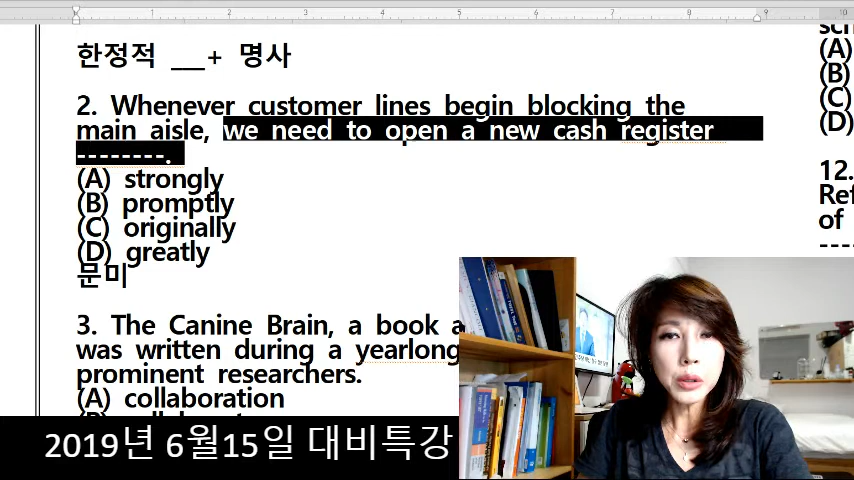 한정적 ___+ 명사
2. Whenever customer lines begin blocking the
main aisle, we need to open a new cash register
--------.
(A) strongly
(B) promptly
(C) originally
(D) greatly
문미
3. The Canine Brain, a book a
was written during a yearlong
prominent researchers.
(A) collaboration
2019년 6월15일 대비특강
(A)
(B)
(C)
(D)
12.
Ref
of
----